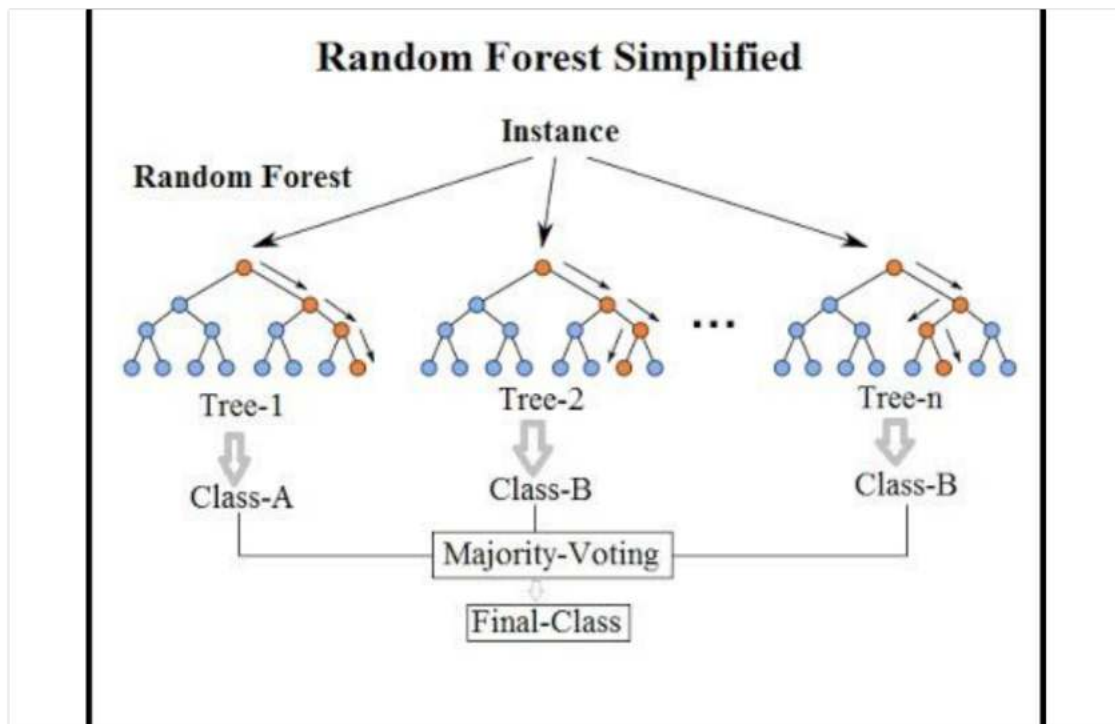 Random Forest Simplified
Instance
Random Forest
...
Tree-1
Tree-2
Tree-n
Class-A
Class-B
Class-B
Majority-Voting
Final-Class